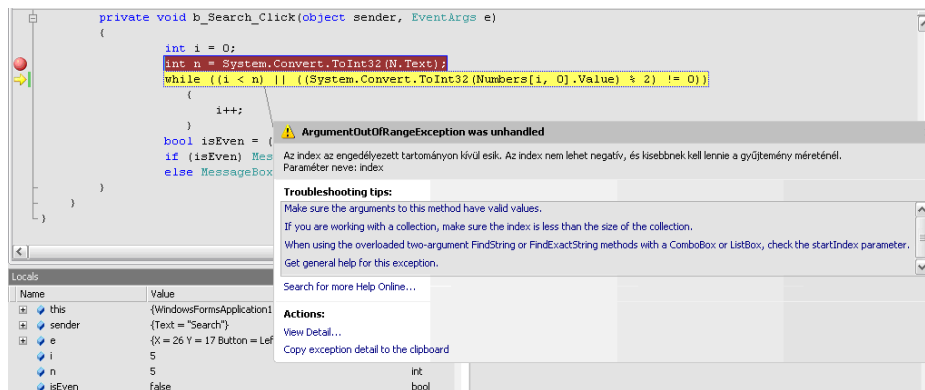 private void b_Search_Click(object sender, EventArgs e)
{
int i = 0;
int n = System.Convert.ToInt32(N.Text);
while ((i < n) || ((System.Convert.ToInt32(Numbers[i, 0].Value) % 2) != 0))
{
i++;
}
bool isEven = (
if (isEven) Mes
else MessageBox
}
}
}
ArgumentOutOfRangeException was unhandled
Az index az engedélyezett tartományon kívül esik. Az index nem lehet negatív, és kisebbnek kell lennie a gyűjtemény méreténél.
Paraméter neve: index
Troubleshooting tips:
Make sure the arguments to this method have valid values.
If you are working with a collection, make sure the index is less than the size of the collection.
When using the overloaded two-argument FindString or FindExactString methods with a ComboBox or ListBox, check the startIndex parameter.
Get general help for this exception.
Search for more Help Online...
Actions:
View Detail...
Copy exception detail to the clipboard
Locals
Name Value
this {WindowsFormsApplication1
sender {Text = "Search"}
e {X = 26 Y = 17 Button = Lef
i 5
n 5 int
isEven false bool